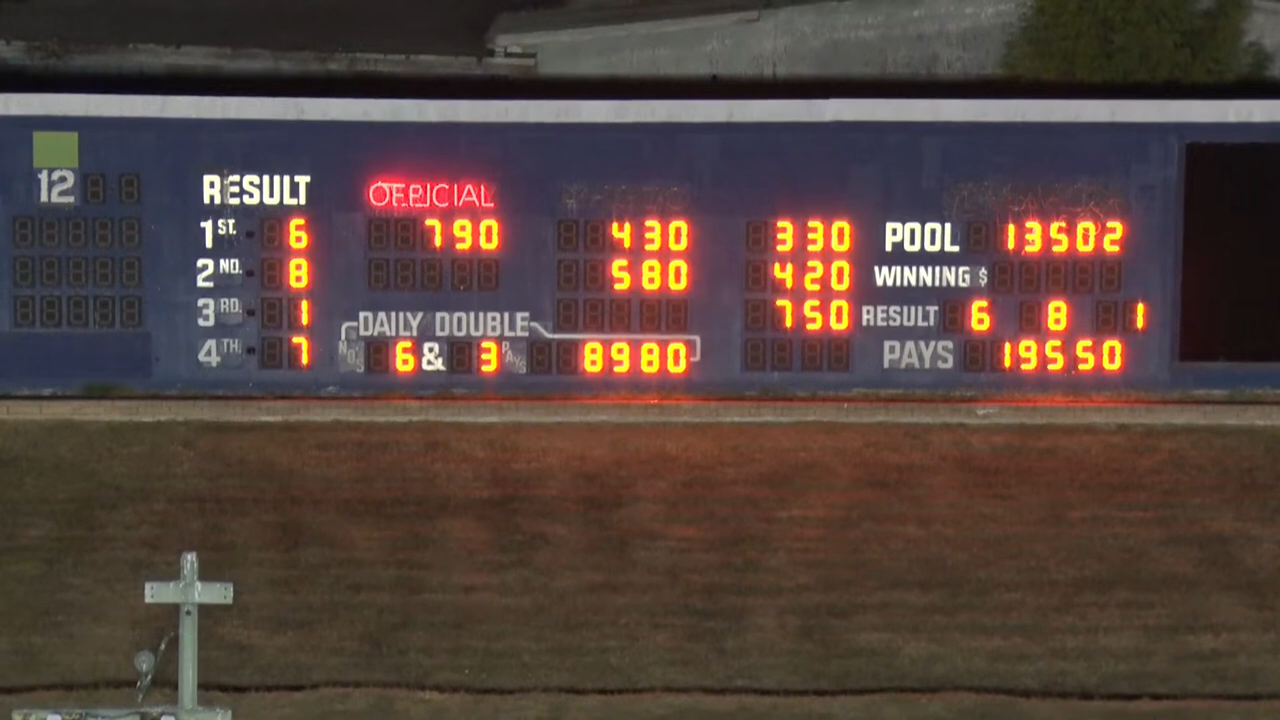 12
RESULT OFFICIAL
1ST. 6 790 430 330 POOL 13502
2ND. 8 580 420 WINNING $
3RD. 1 750 RESULT 6 8 1
DAILY DOUBLE
4TH. 7 NO'S 6 & 3 PAYS 8980 PAYS 19550